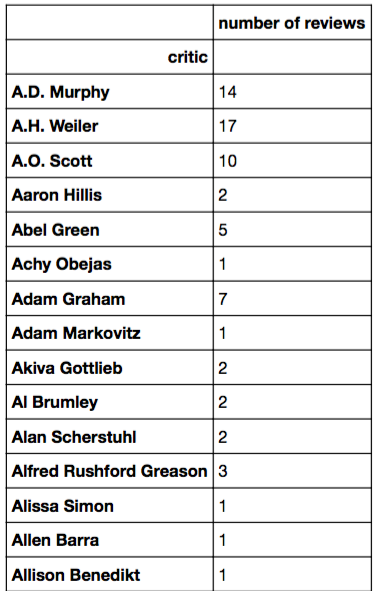 number of reviews
critic
A.D. Murphy 14
A.H. Weiler 17
A.O. Scott 10
Aaron Hillis 2
Abel Green 5
Achy Obejas 1
Adam Graham 7
Adam Markovitz 1
Akiva Gottlieb 2
Al Brumley 2
Alan Scherstuhl 2
Alfred Rushford Greason 3
Alissa Simon 1
Allen Barra 1
Allison Benedikt 1